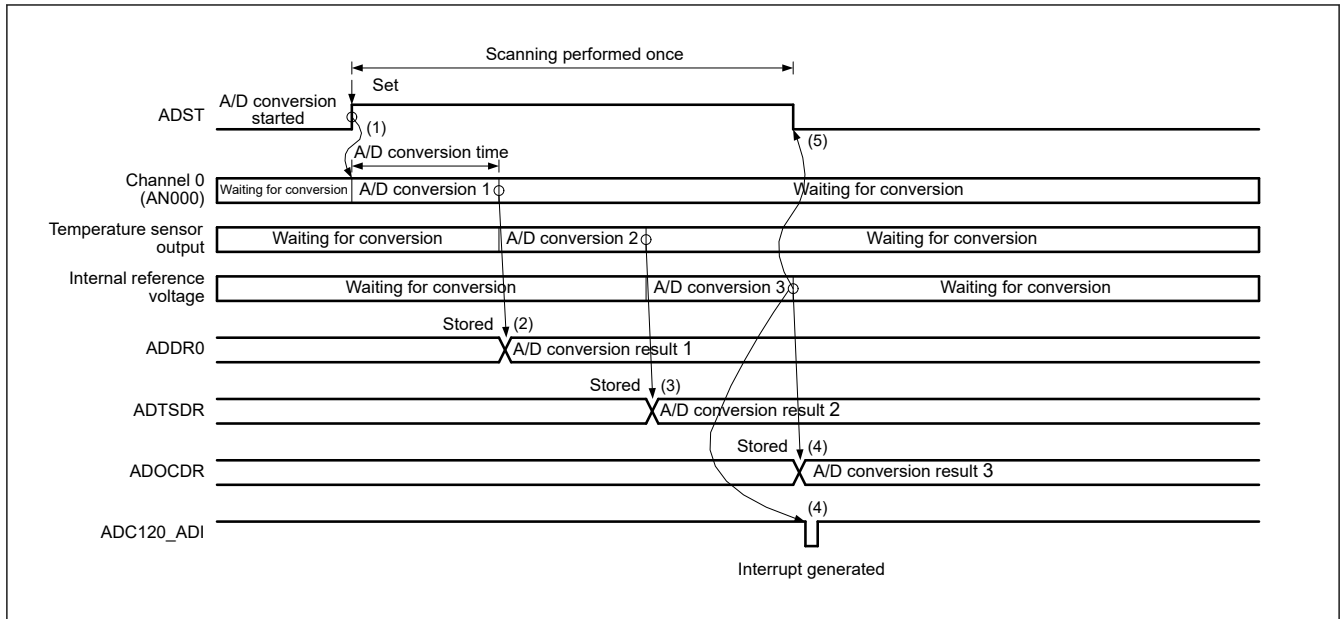 Scanning performed once
Set
A/D conversion
started
ADST
(1)
(5)
A/D conversion time
Channel 0
(AN000)
Waiting for conversion
A/D conversion 1
Waiting for conversion
Temperature sensor
output
Waiting for conversion
A/D conversion 2
Waiting for conversion
Internal reference
voltage
Waiting for conversion
A/D conversion 3
Waiting for conversion
Stored
(2)
ADDR0
A/D conversion result 1
Stored
(3)
ADTSDR
A/D conversion result 2
Stored
(4)
ADOCDR
A/D conversion result 3
(4)
ADC120_ADI
Interrupt generated